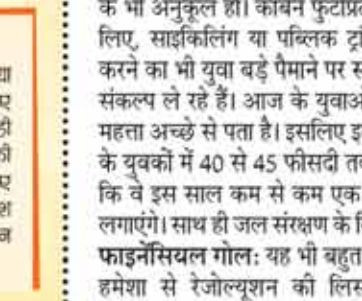 के भी अनुकूल हो। कार्बन फुटप्रिं
लिए, साइकिलिंग या पब्लिक
करने का भी युवा बड़े पैमाने पर
संकल्प ले रहे हैं। आज के युवाओं
महत्ता अच्छे से पता है। इसलिए
के युवकों में 40 से 45 फीसदी
कि वे इस साल कम से कम एक
लगाएंगे। साथ ही जल संरक्षण के
फाइनेंसियल गोल: यह भी बहुत
हमेशा से रेजोल्यूशन की